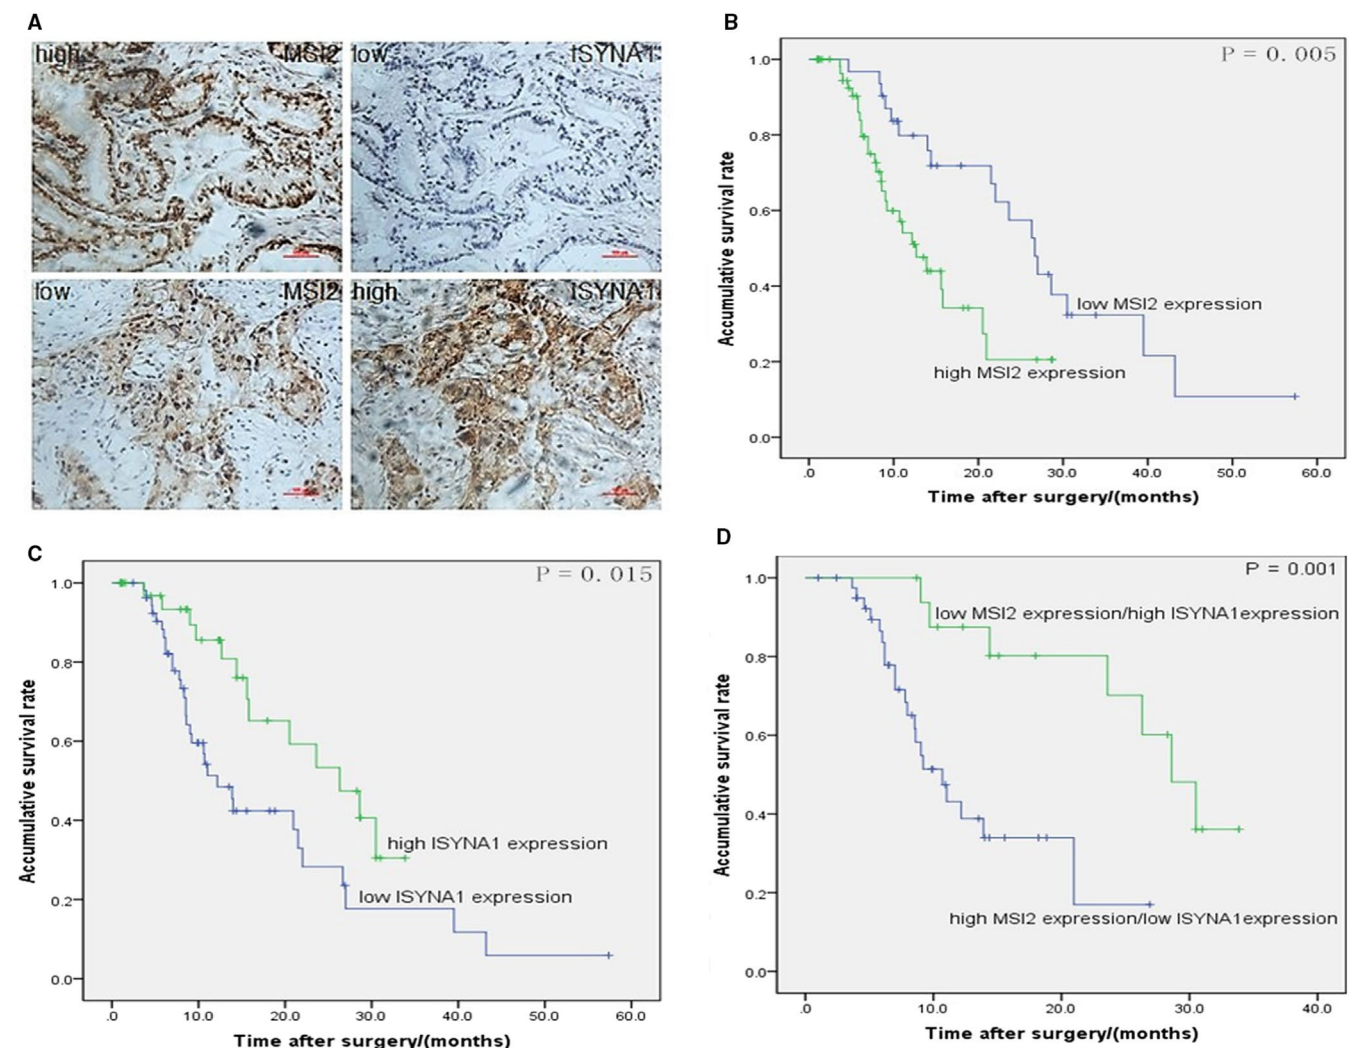 A
high MSI2
low ISYNA1
low MSI2
high ISYNA1
B
P = 0.005
1.0
0.8
0.6
0.4
0.2
0.0
Accumulative survival rate
low MSI2 expression
high MSI2 expression
.0 10.0 20.0 30.0 40.0 50.0 60.0
Time after surgery/(months)
C
P = 0.015
1.0
0.8
0.6
0.4
0.2
0.0
Accumulative survival rate
high ISYNA1 expression
low ISYNA1 expression
.0 10.0 20.0 30.0 40.0 50.0 60.0
Time after surgery/(months)
D
P = 0.001
1.0
0.8
0.6
0.4
0.2
0.0
Accumulative survival rate
low MSI2 expression/high ISYNA1expression
high MSI2 expression/low ISYNA1expression
.0 10.0 20.0 30.0 40.0
Time after surgery/(months)